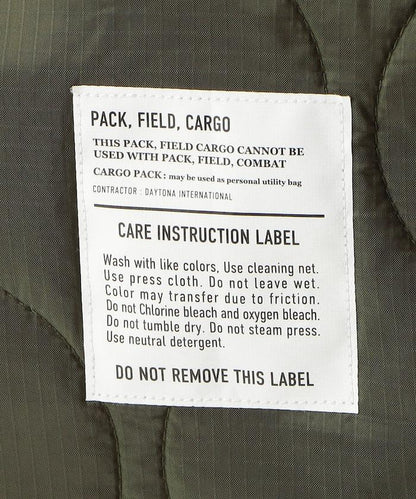 PACK, FIELD, CARGO
THIS PACK, FIELD CARGO CANNOT BE
USED WITH PACK, FIELD, COMBAT
CARGO PACK : may be used as personal utility bag
CONTRACTOR : DAYTONA INTERNATIONAL
CARE INSTRUCTION LABEL
Wash with like colors, Use cleaning net.
Use press cloth. Do not leave wet.
Color may transfer due to friction.
Do not Chlorine bleach and oxygen bleach.
Do not tumble dry. Do not steam press.
Use neutral detergent.
DO NOT REMOVE THIS LABEL